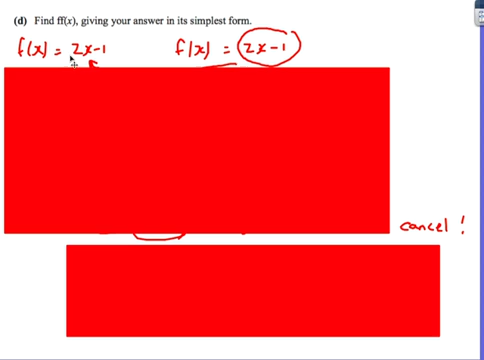 (d) Find ff(x), giving your answer in its simplest form.
f(x) = 2x-1 f(x) = 2x-1
cancel !